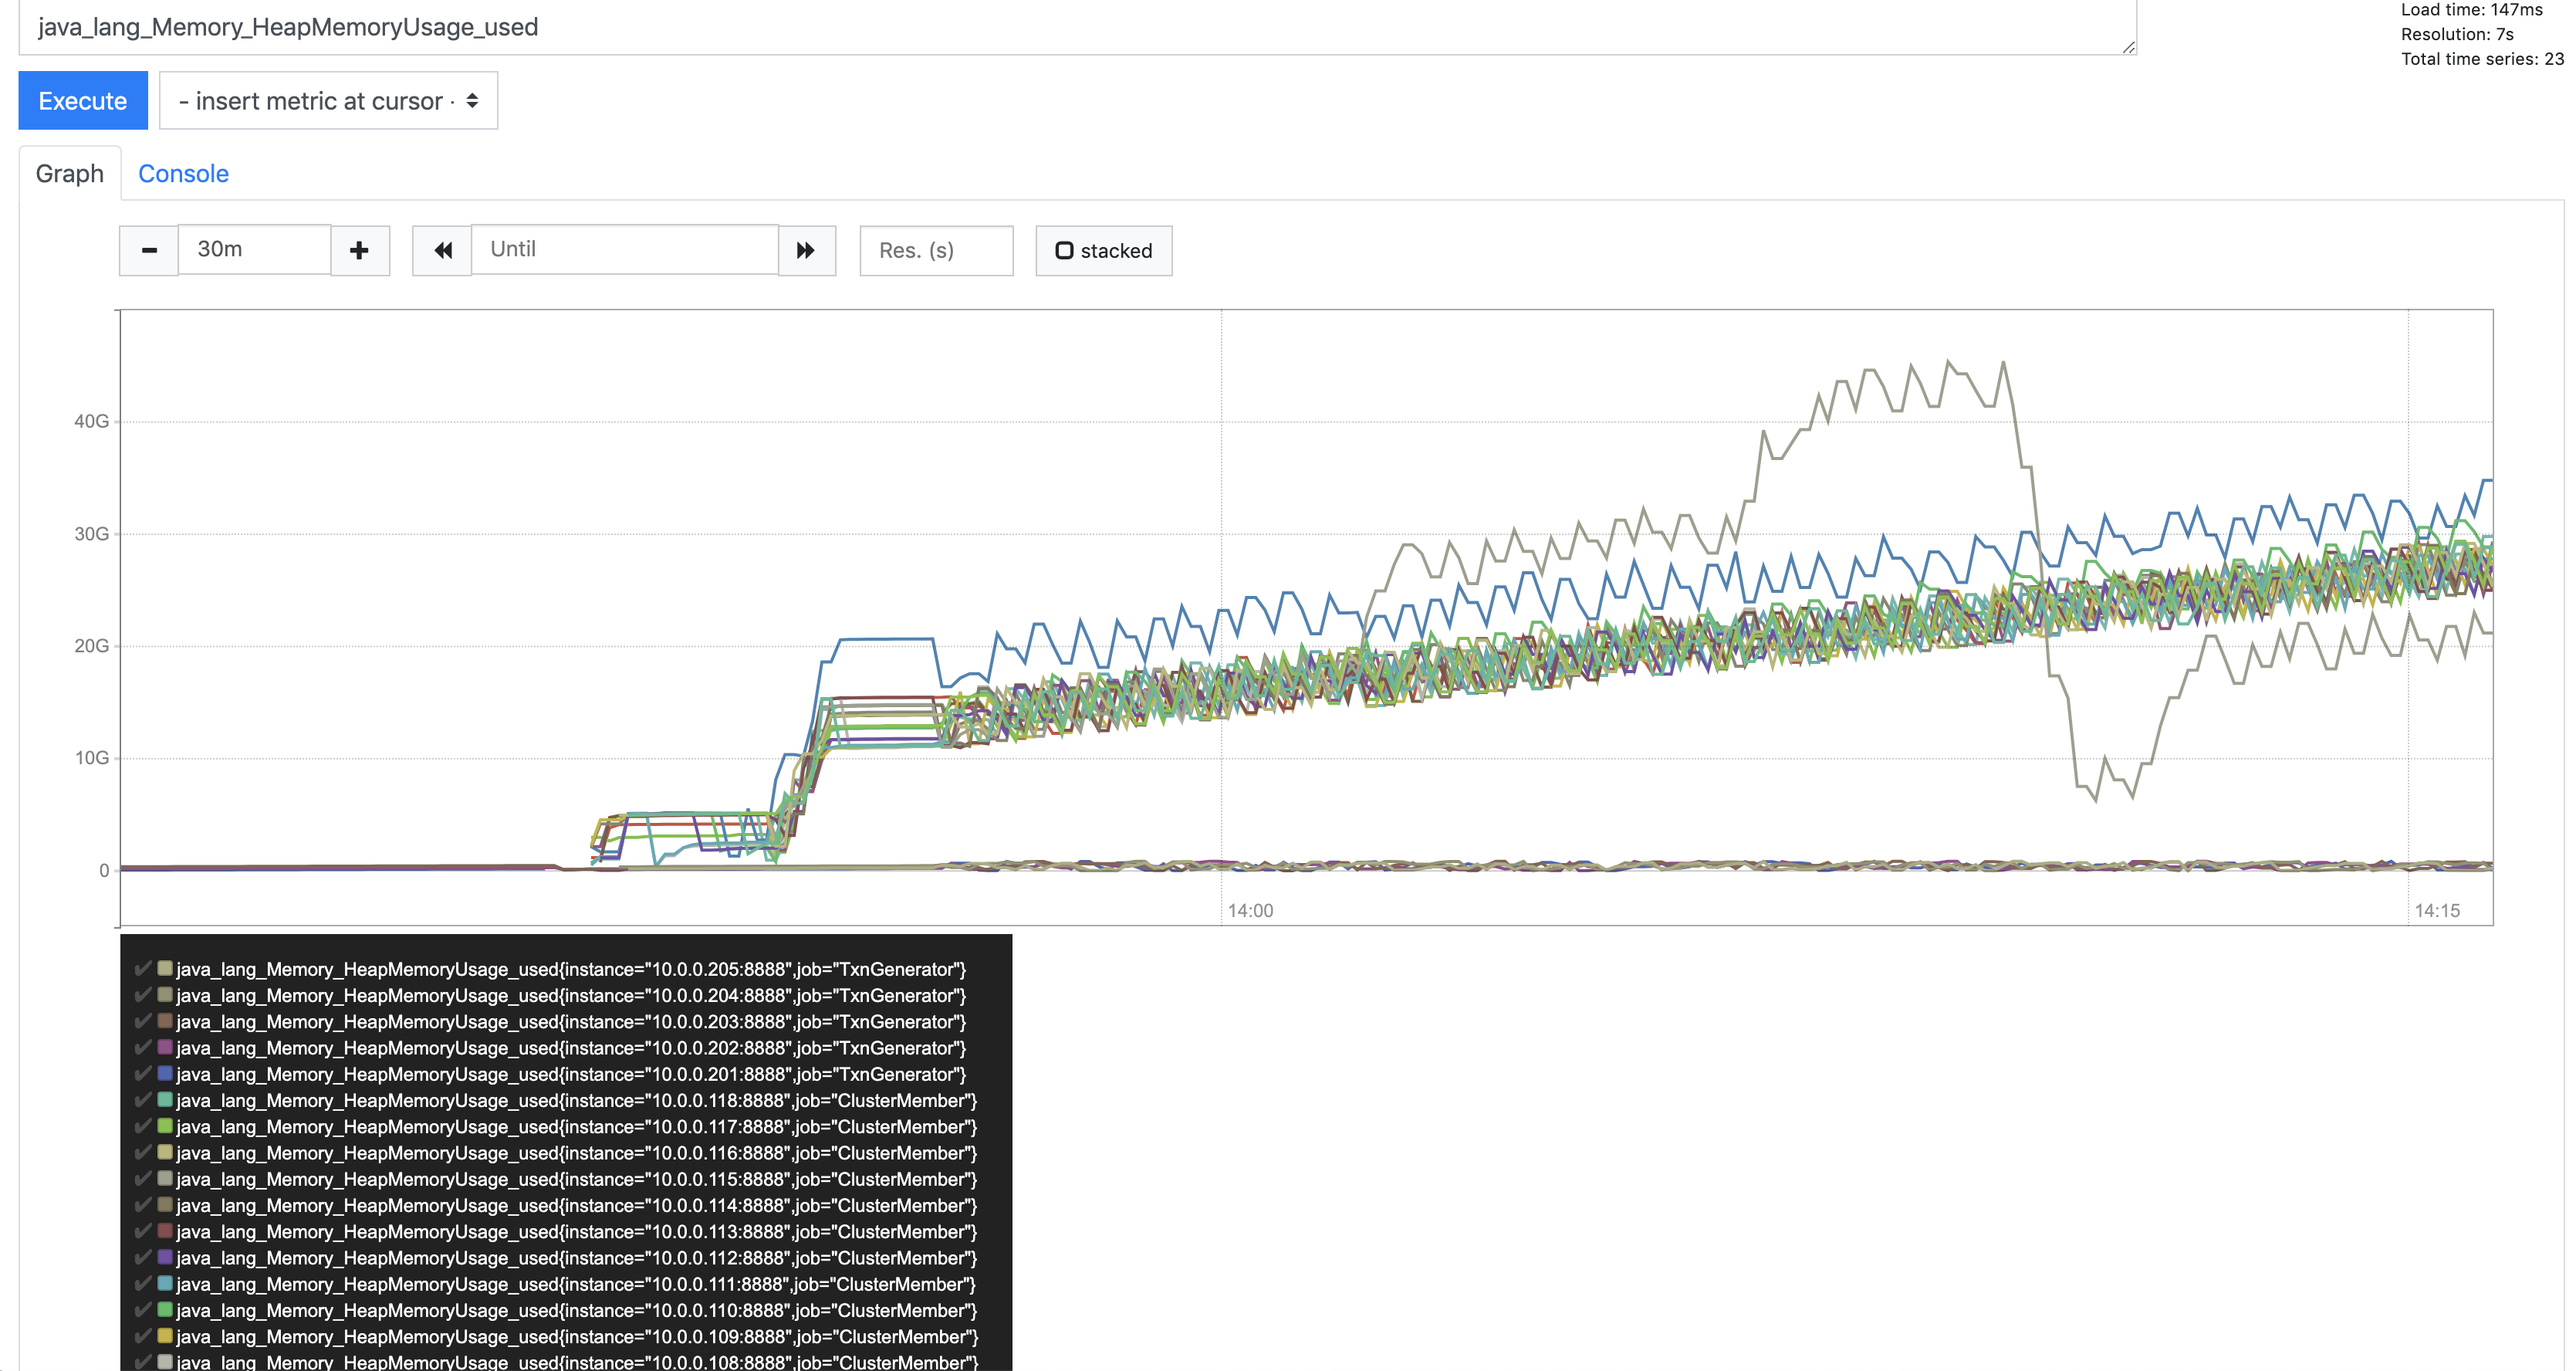 java_lang_Memory_HeapMemoryUsage_used
Load time: 147ms
Resolution: 7s
Total time series: 23
Execute
- insert metric at cursor -
Graph
Console
30m
Until
Res. (s)
stacked
40G
30G
20G
10G
0
14:00
14:15
java_lang_Memory_HeapMemoryUsage_used{instance="10.0.0.205:8888",job="TxnGenerator"}
java_lang_Memory_HeapMemoryUsage_used{instance="10.0.0.204:8888",job="TxnGenerator"}
java_lang_Memory_HeapMemoryUsage_used{instance="10.0.0.203:8888",job="TxnGenerator"}
java_lang_Memory_HeapMemoryUsage_used{instance="10.0.0.202:8888",job="TxnGenerator"}
java_lang_Memory_HeapMemoryUsage_used{instance="10.0.0.201:8888",job="TxnGenerator"}
java_lang_Memory_HeapMemoryUsage_used{instance="10.0.0.118:8888",job="ClusterMember"}
java_lang_Memory_HeapMemoryUsage_used{instance="10.0.0.117:8888",job="ClusterMember"}
java_lang_Memory_HeapMemoryUsage_used{instance="10.0.0.116:8888",job="ClusterMember"}
java_lang_Memory_HeapMemoryUsage_used{instance="10.0.0.115:8888",job="ClusterMember"}
java_lang_Memory_HeapMemoryUsage_used{instance="10.0.0.114:8888",job="ClusterMember"}
java_lang_Memory_HeapMemoryUsage_used{instance="10.0.0.113:8888",job="ClusterMember"}
java_lang_Memory_HeapMemoryUsage_used{instance="10.0.0.112:8888",job="ClusterMember"}
java_lang_Memory_HeapMemoryUsage_used{instance="10.0.0.111:8888",job="ClusterMember"}
java_lang_Memory_HeapMemoryUsage_used{instance="10.0.0.110:8888",job="ClusterMember"}
java_lang_Memory_HeapMemoryUsage_used{instance="10.0.0.109:8888",job="ClusterMember"}
java_lang_Memory_HeapMemoryUsage_used{instance="10.0.0.108:8888",job="ClusterMember"}